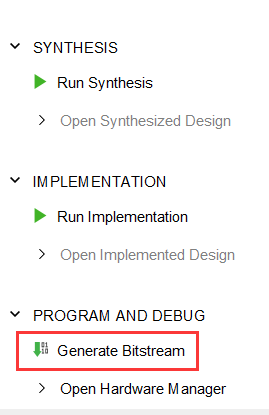 SYNTHESIS
Run Synthesis
Open Synthesized Design
IMPLEMENTATION
Run Implementation
Open Implemented Design
PROGRAM AND DEBUG
Generate Bitstream
Open Hardware Manager